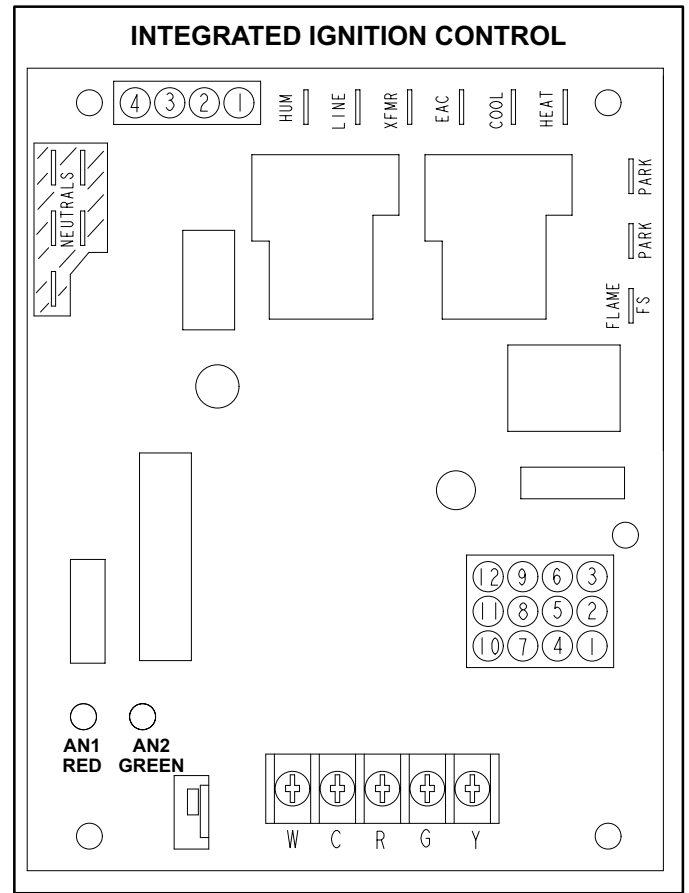 INTEGRATED IGNITION CONTROL
4 3 2 1
HUM
LINE
XFMR
EAC
COOL
HEAT
NEUTRALS
PARK
PARK
FLAME
FS
12 9 6 3
11 8 5 2
10 7 4 1
AN1 AN2
RED GREEN
W C R G Y